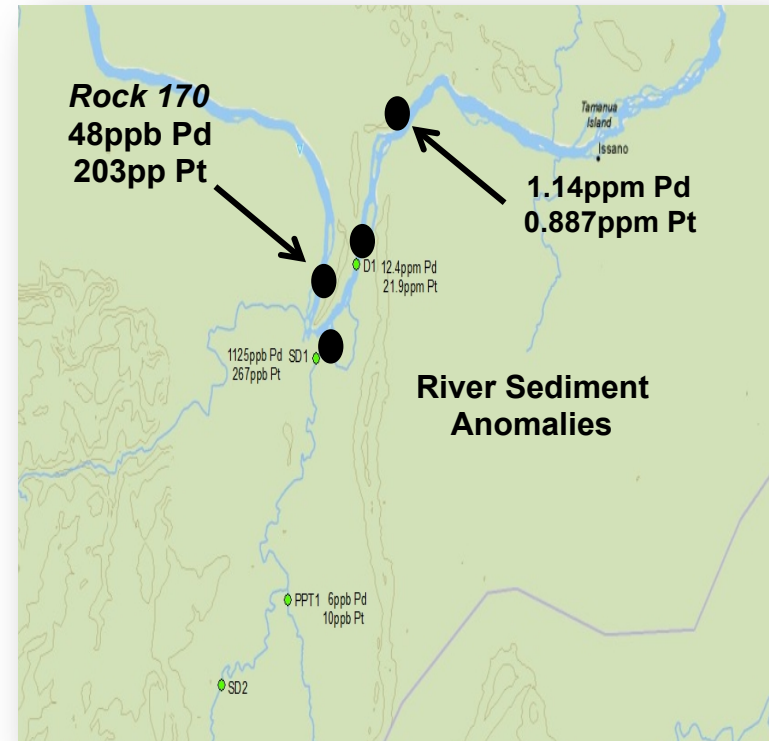 Rock 170
48ppb Pd
203pp Pt
Tamanua
Island
Issano
1.14ppm Pd
0.887ppm Pt
D1 12.4ppm Pd
21.9ppm Pt
1125ppb Pd SD1
267ppb Pt
River Sediment
Anomalies
PPT1 6ppb Pd
10ppb Pt
SD2